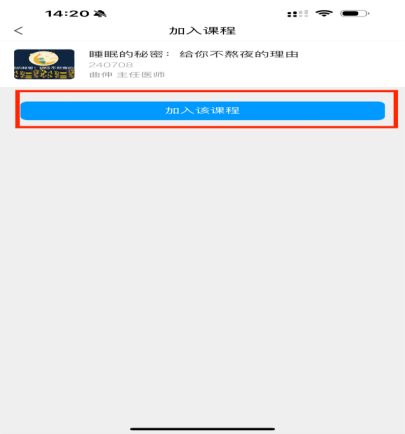 14:20
<
加入课程
睡眠的秘密：给你不熬夜的理由
240708
曲伸 主任医师
加入该课程